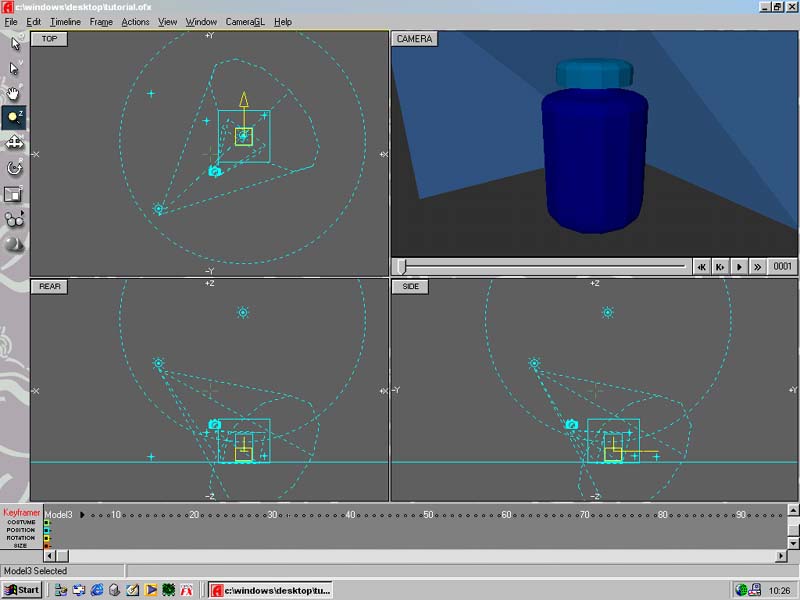 c:\windows\desktop\tutorial.ofx
File Edit Timeline Frame Actions View Window CameraGL Help
TOP
+Y
-X
-Y
CAMERA
0001
REAR
+Z
-X
-Z
SIDE
+Z
-Y
+Y
-Z
Keyframer
Model3 10 20 30 40 50 60 70 80 90
COSTUME
POSITION
ROTATION
SIZE
Model3 Selected
Start
c:\windows\desktop\tu...
10:26